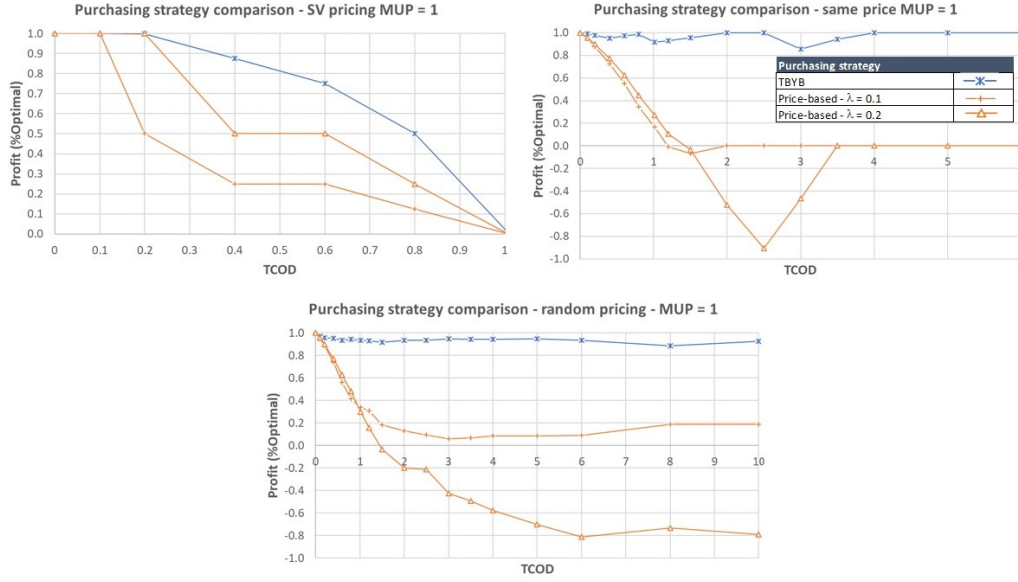 Purchasing strategy comparison - SV pricing MUP = 1
1.0
0.9
0.8
0.7
0.6
0.5
0.4
0.3
0.2
0.1
0.0
Profit (%Optimal)
0 0.1 0.2 0.3 0.4 0.5 0.6 0.7 0.8 0.9 1
TCOD
Purchasing strategy comparison - same price MUP = 1
1.0
0.8
0.6
0.4
0.2
0.0
-0.2
-0.4
-0.6
-0.8
-1.0
Profit (%Optimal)
0 1 2 3 4 5
TCOD
Purchasing strategy
TBYB
Price-based - λ = 0.1
Price-based - λ = 0.2
Purchasing strategy comparison - random pricing - MUP = 1
1.0
0.8
0.6
0.4
0.2
0.0
-0.2
-0.4
-0.6
-0.8
-1.0
Profit (%Optimal)
0 1 2 3 4 5 6 7 8 9 10
TCOD